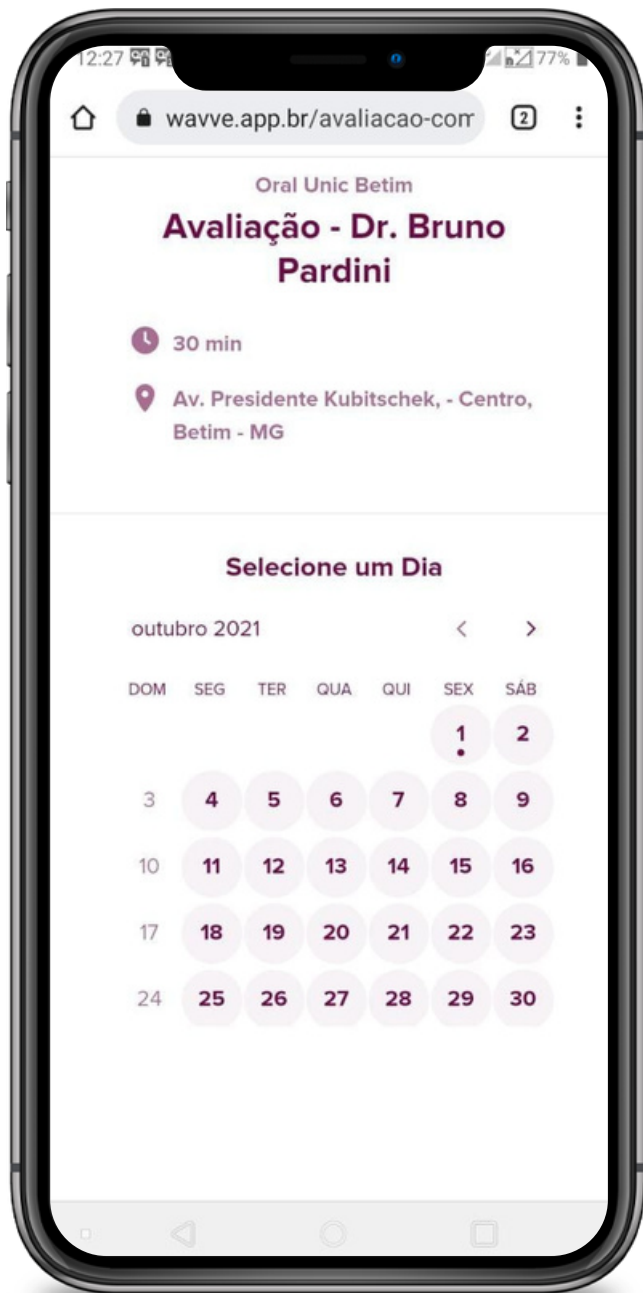 12:27 77%
wavve.app.br/avaliacao-com 2
Oral Unic Betim
Avaliação - Dr. Bruno
Pardini
30 min
Av. Presidente Kubitschek, - Centro,
Betim - MG
Selecione um Dia
outubro 2021
DOM SEG TER QUA QUI SEX SÁB
1 2
3 4 5 6 7 8 9
10 11 12 13 14 15 16
17 18 19 20 21 22 23
24 25 26 27 28 29 30